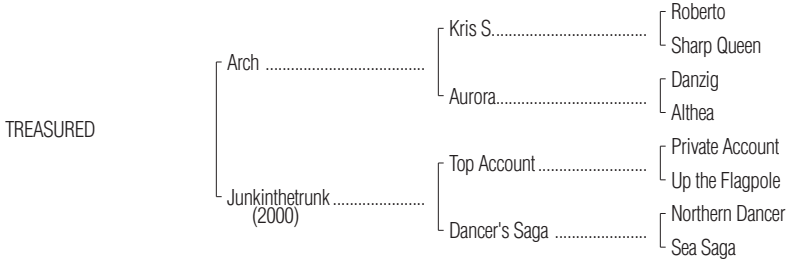 Roberto
Kris S. ....................................
Sharp Queen
Arch ......................................
Danzig
Aurora....................................
Althea
TREASURED
Private Account
Top Account ..........................
Up the Flagpole
Junkinthetrunk ......................
(2000)
Northern Dancer
Dancer's Saga ......................
Sea Saga